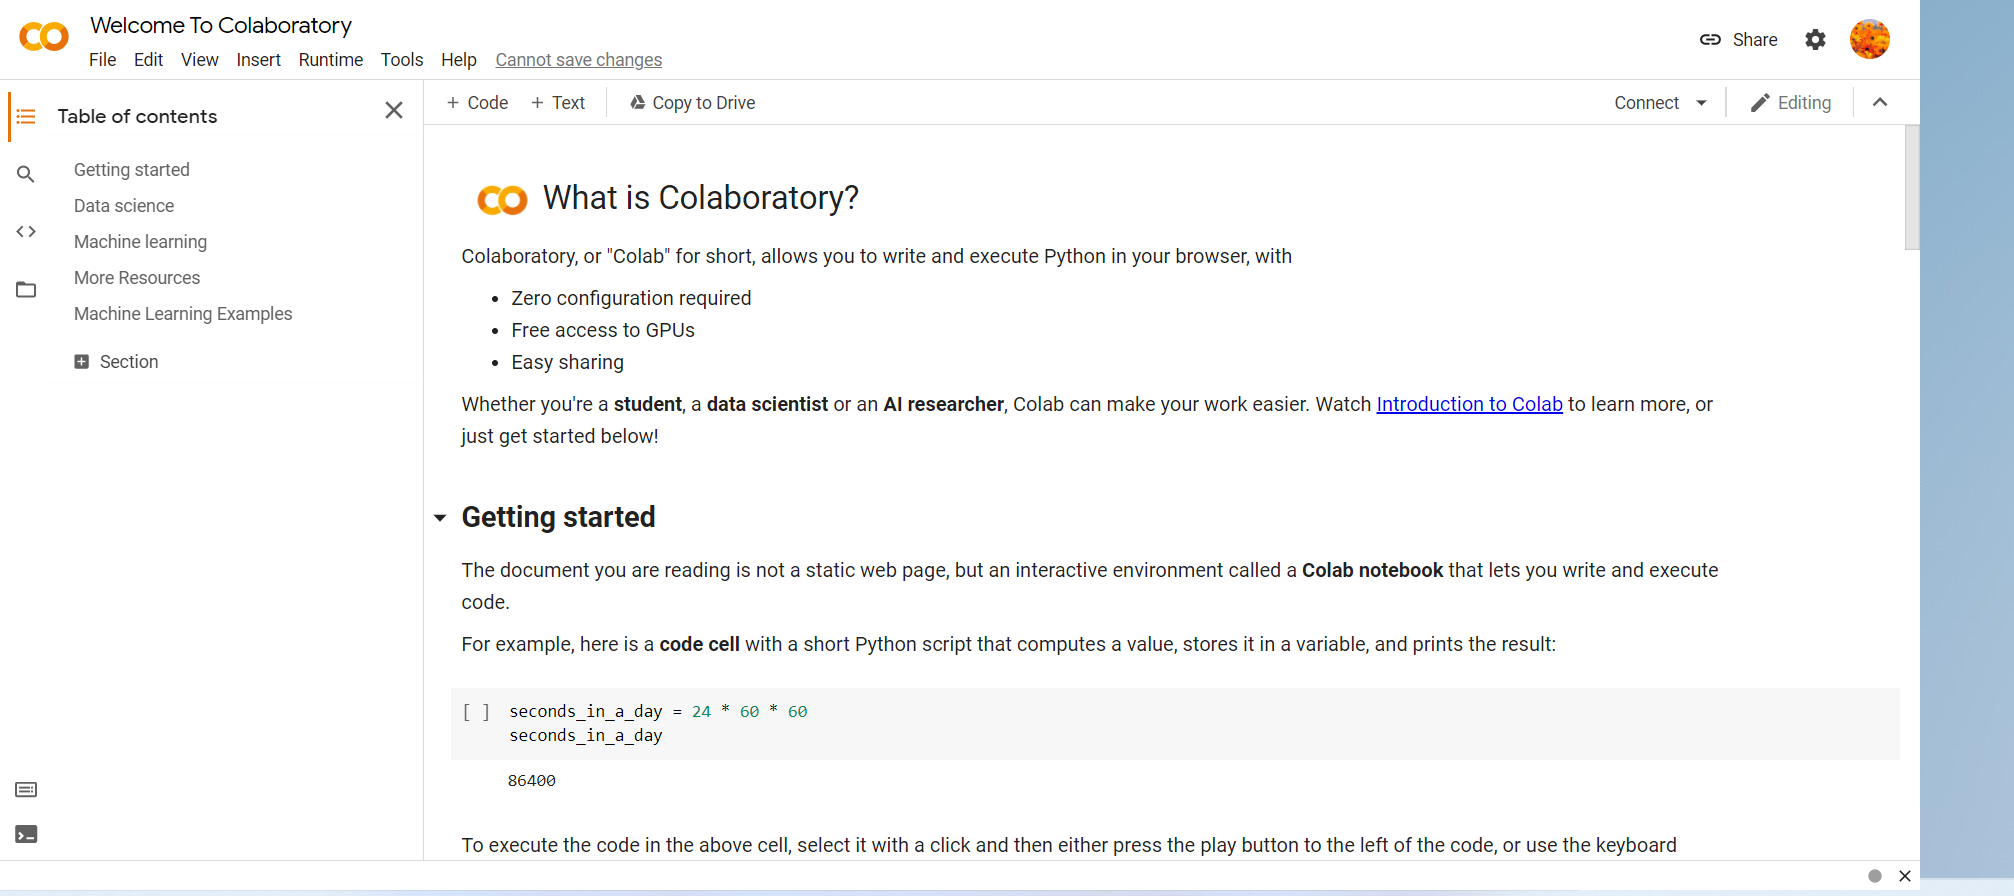 Welcome To Colaboratory
File Edit View Insert Runtime Tools Help Cannot save changes
Share
Table of contents
Getting started
Data science
Machine learning
More Resources
Machine Learning Examples
Section
+ Code + Text Copy to Drive
Connect Editing
What is Colaboratory?
Colaboratory, or "Colab" for short, allows you to write and execute Python in your browser, with
• Zero configuration required
• Free access to GPUs
• Easy sharing
Whether you're a student, a data scientist or an AI researcher, Colab can make your work easier. Watch Introduction to Colab to learn more, or
just get started below!
Getting started
The document you are reading is not a static web page, but an interactive environment called a Colab notebook that lets you write and execute
code.
For example, here is a code cell with a short Python script that computes a value, stores it in a variable, and prints the result:
[ ] seconds_in_a_day = 24 * 60 * 60
seconds_in_a_day
86400
To execute the code in the above cell, select it with a click and then either press the play button to the left of the code, or use the keyboard